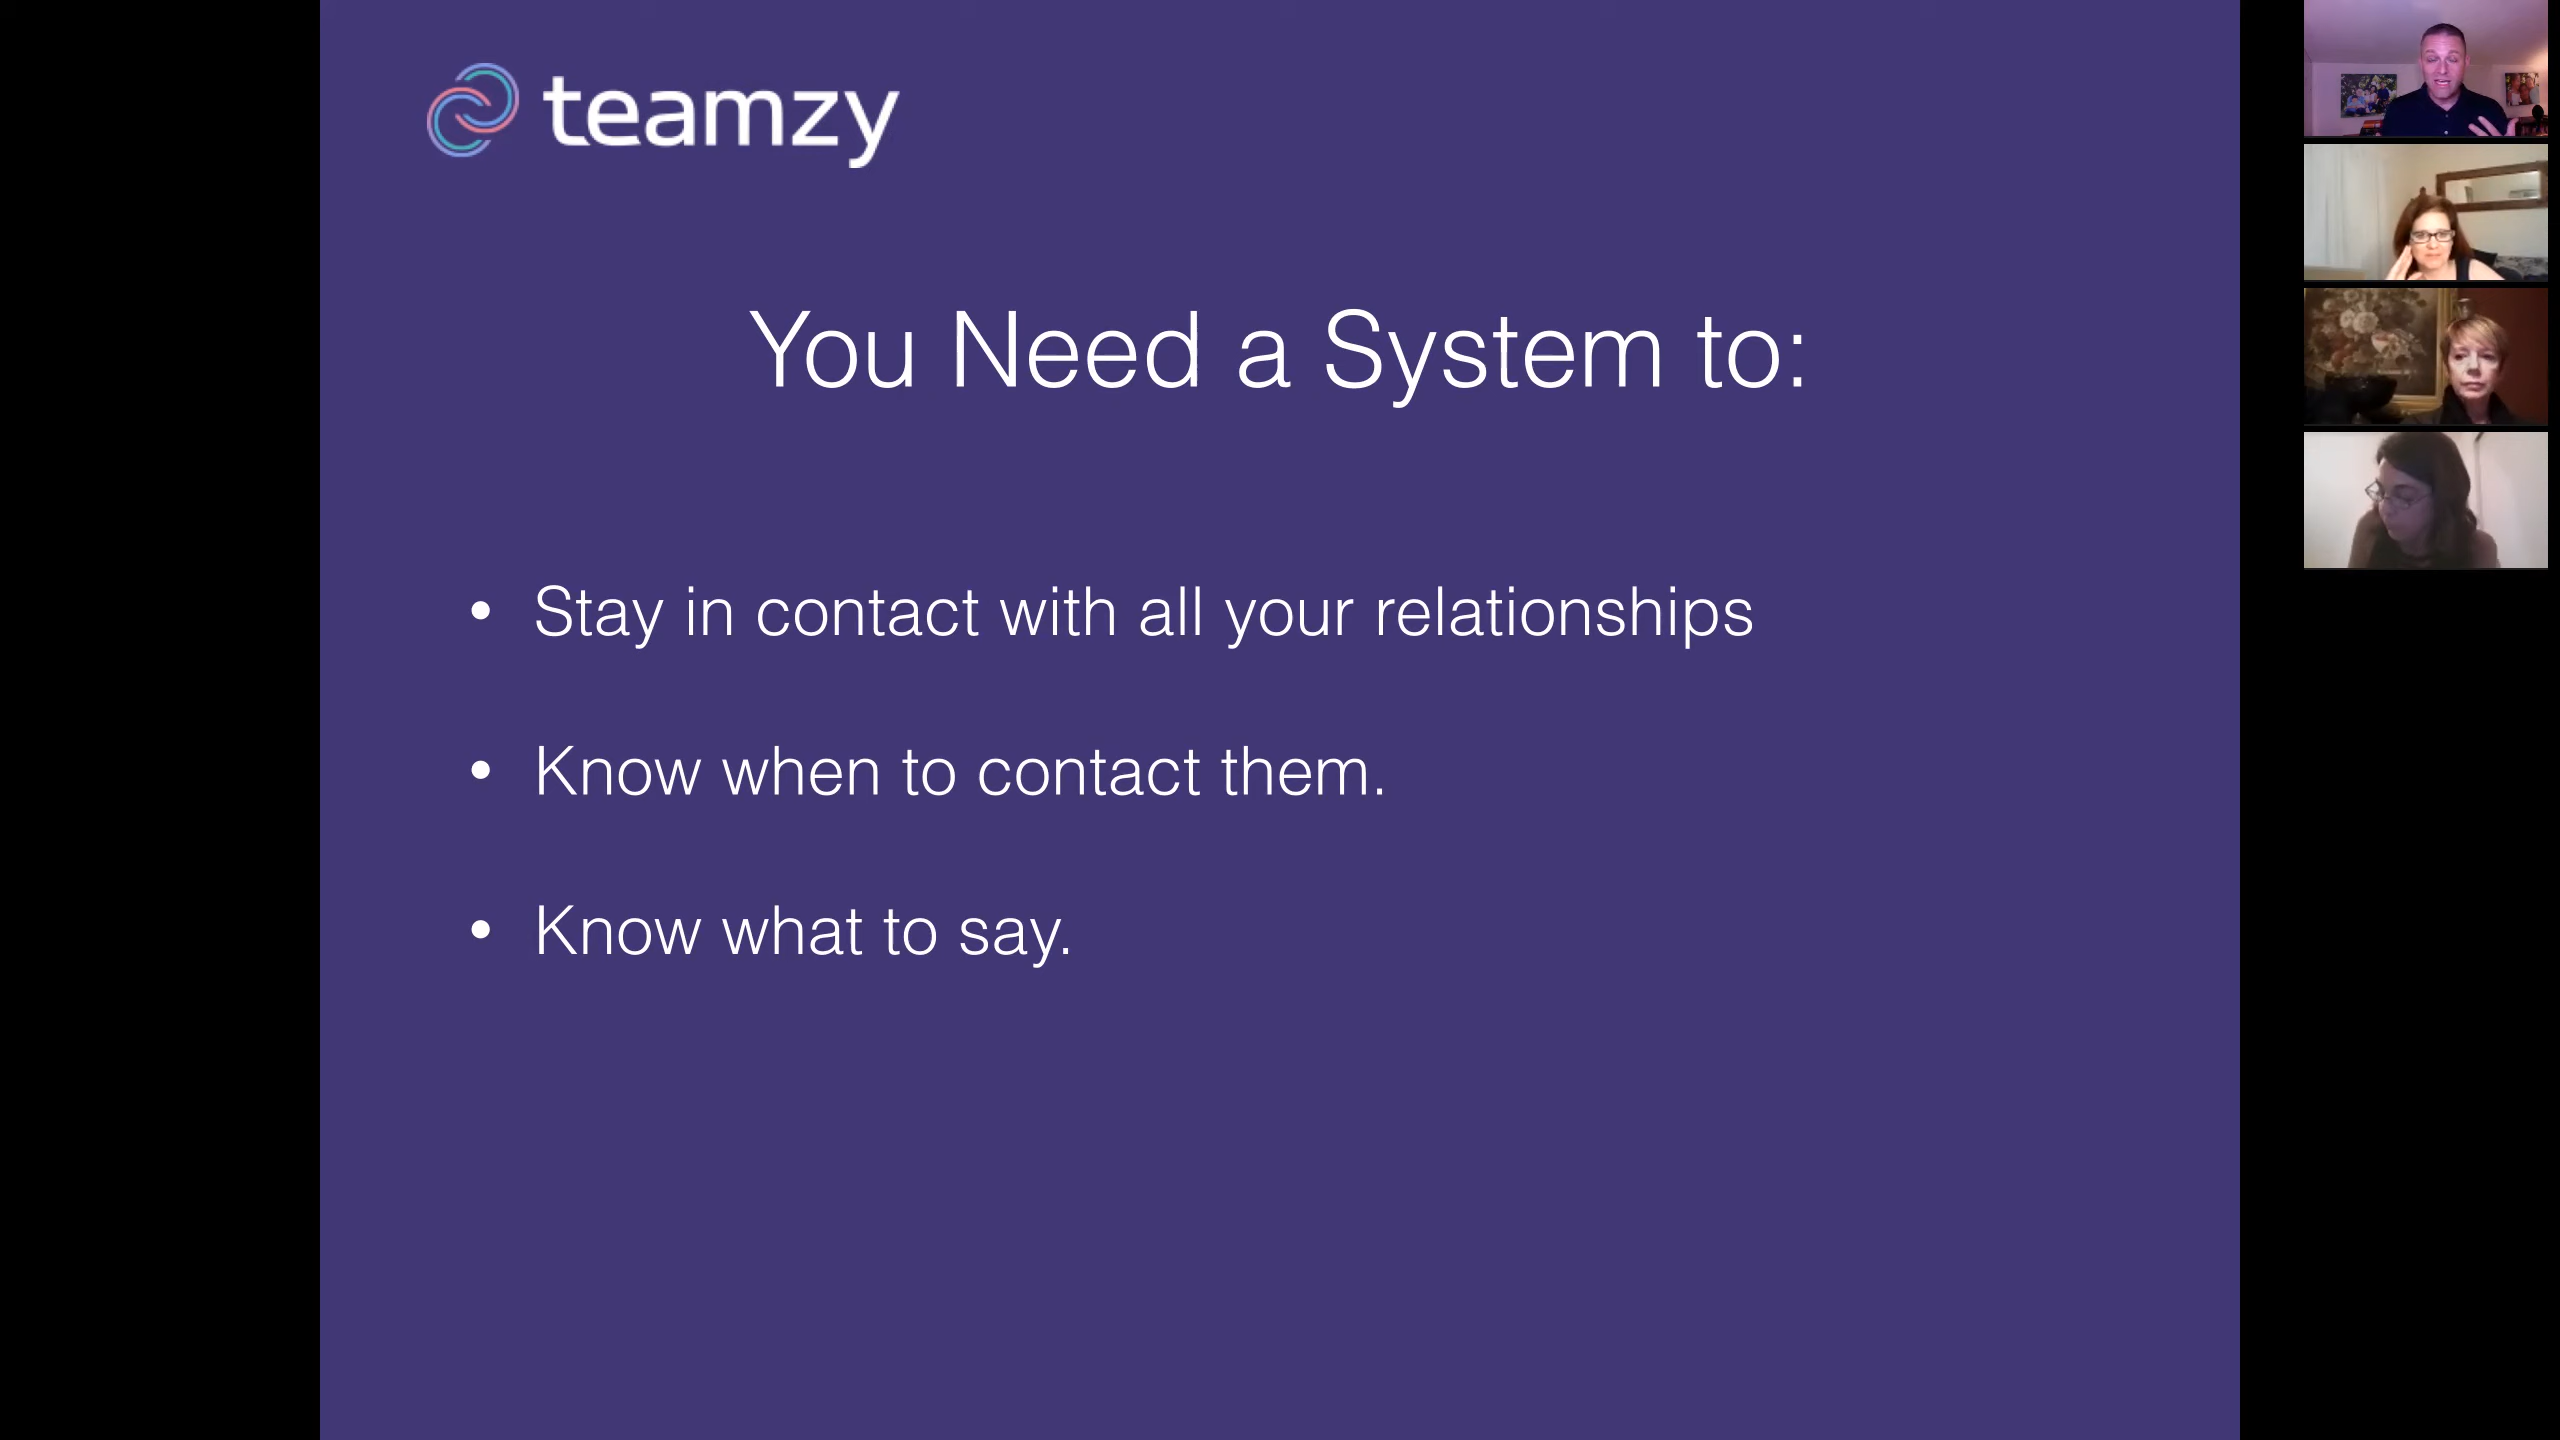 teamzy
You Need a System to:
• Stay in contact with all your relationships
• Know when to contact them.
• Know what to say.